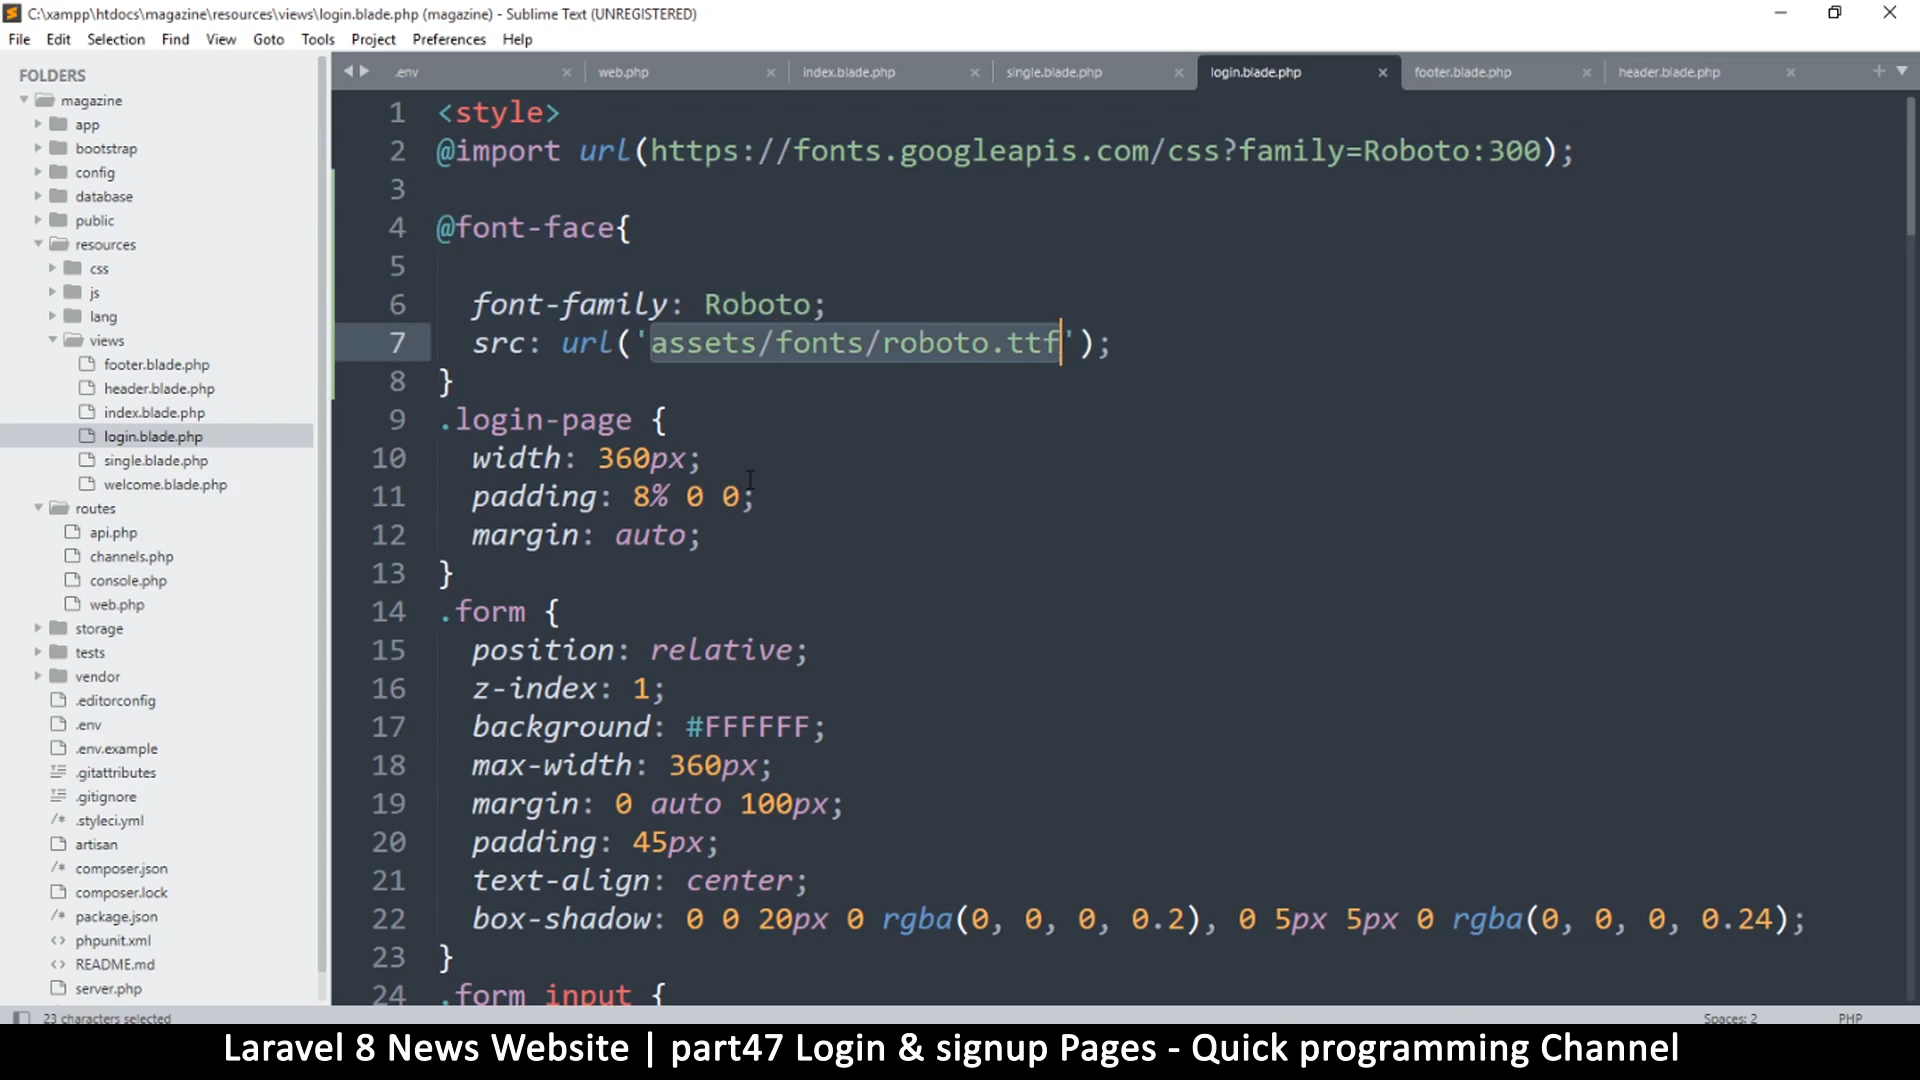 C:\xampp\htdocs\magazine\resources\views\login.blade.php (magazine) - Sublime Text (UNREGISTERED)
File Edit Selection Find View Goto Tools Project Preferences Help
.env web.php index.blade.php single.blade.php login.blade.php footer.blade.php header.blade.php
FOLDERS
magazine
app
bootstrap
config
database
public
resources
css
js
lang
views
footer.blade.php
header.blade.php
index.blade.php
login.blade.php
single.blade.php
welcome.blade.php
routes
api.php
channels.php
console.php
web.php
storage
tests
vendor
.editorconfig
.env
.env.example
.gitattributes
.gitignore
.styleci.yml
artisan
composer.json
composer.lock
package.json
phpunit.xml
README.md
server.php
1 <style>
2 @import url(https://fonts.googleapis.com/css?family=Roboto:300);
3
4 @font-face{
5
6 font-family: Roboto;
7 src: url('assets/fonts/roboto.ttf');
8 }
9 .login-page {
10 width: 360px;
11 padding: 8% 0 0;
12 margin: auto;
13 }
14 .form {
15 position: relative;
16 z-index: 1;
17 background: #FFFFFF;
18 max-width: 360px;
19 margin: 0 auto 100px;
20 padding: 45px;
21 text-align: center;
22 box-shadow: 0 0 20px 0 rgba(0, 0, 0, 0.2), 0 5px 5px 0 rgba(0, 0, 0, 0.24);
23 }
24 .form input {
23 characters selected Spaces: 2 PHP
Laravel 8 News Website | part47 Login & signup Pages - Quick programming Channel